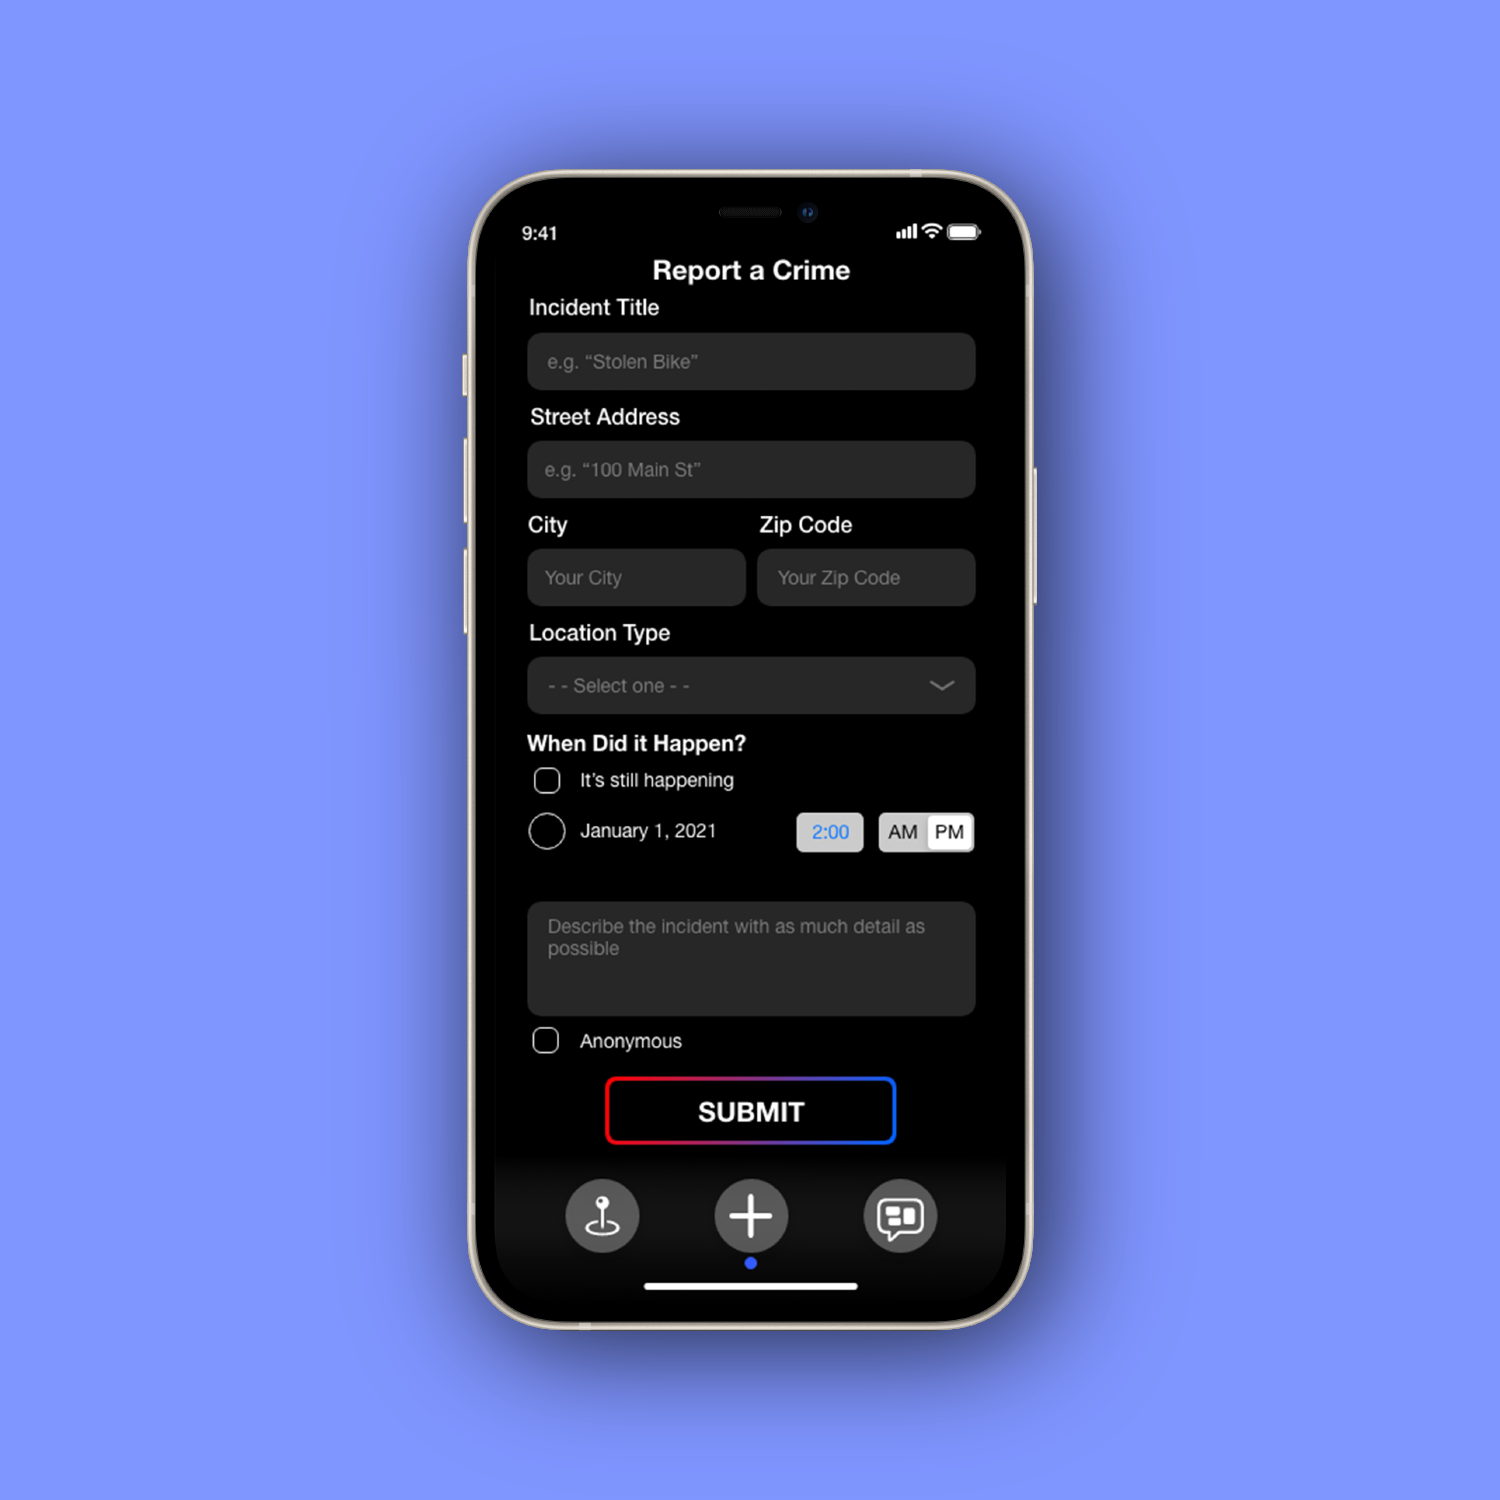 9:41
Report a Crime
Incident Title
e.g. “Stolen Bike”
Street Address
e.g. “100 Main St”
City Zip Code
Your City Your Zip Code
Location Type
- - Select one - -
When Did it Happen?
It’s still happening
January 1, 2021 2:00 AM PM
Describe the incident with as much detail as
possible
Anonymous
SUBMIT